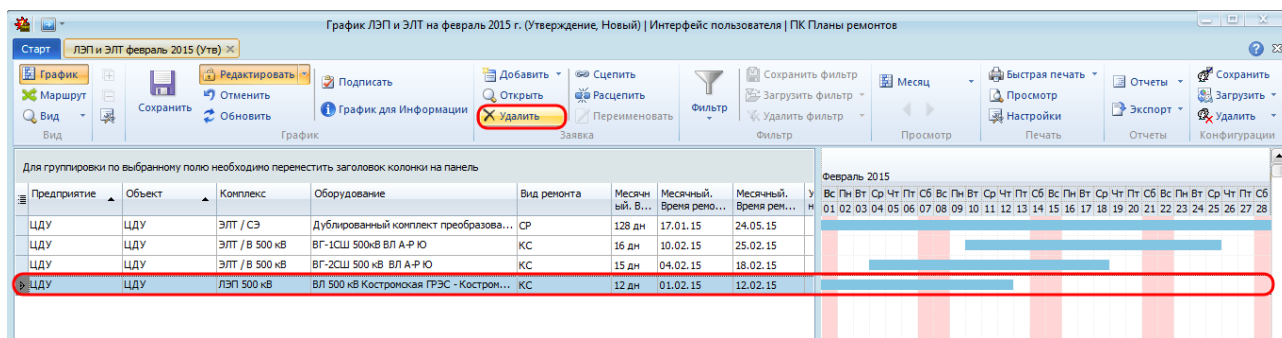 График ЛЭП и ЭЛТ на февраль 2015 г. (Утверждение, Новый) | Интерфейс пользователя | ПК Планы ремонтов
Старт ЛЭП и ЭЛТ февраль 2015 (Утв)
График Редактировать Подписать Добавить Сцепить Сохранить фильтр Месяц Быстрая печать Отчеты Сохранить
Маршрут Сохранить Отменить График для Информации Открыть Расцепить Фильтр Загрузить фильтр Просмотр Экспорт Загрузить
Вид Обновить Удалить Переименовать Удалить фильтр Настройки Удалить
Вид График Заявка Фильтр Просмотр Печать Отчеты Конфигурации
Для группировки по выбранному полю необходимо переместить заголовок колонки на панель
Февраль 2015
Предприятие Объект Комплекс Оборудование Вид ремонта Месячн ый. В... Месячный. Время ремо... Месячный. Время рем... У н
Вс Пн Вт Ср Чт Пт Сб Вс Пн Вт Ср Чт Пт Сб Вс Пн Вт Ср Чт Пт Сб Вс Пн Вт Ср Чт Пт Сб
01 02 03 04 05 06 07 08 09 10 11 12 13 14 15 16 17 18 19 20 21 22 23 24 25 26 27 28
ЦДУ ЦДУ ЭЛТ / СЭ Дублированный комплект преобразова... СР 128 дн 17.01.15 24.05.15
ЦДУ ЦДУ ЭЛТ / В 500 кВ ВГ-1СШ 500кВ ВЛ А-Р Ю КС 16 дн 10.02.15 25.02.15
ЦДУ ЦДУ ЭЛТ / В 500 кВ ВГ-2СШ 500 кВ ВЛ А-Р Ю КС 15 дн 04.02.15 18.02.15
ЦДУ ЦДУ ЛЭП 500 кВ ВЛ 500 кВ Костромская ГРЭС - Костром... КС 12 дн 01.02.15 12.02.15